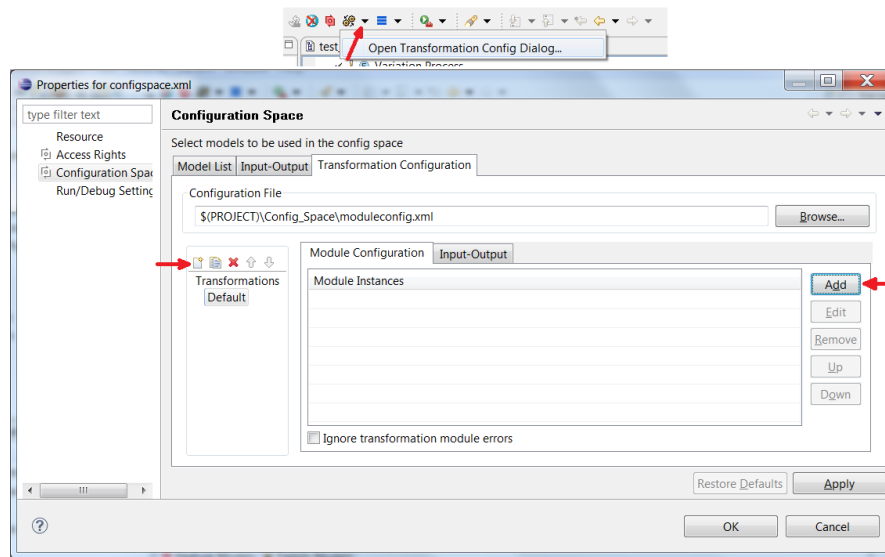 test
Open Transformation Config Dialog...
Variation Process
Properties for configspace.xml
type filter text
Configuration Space
Resource
Access Rights
Configuration Spac
Run/Debug Setting
Select models to be used in the config space
Model List Input-Output Transformation Configuration
Configuration File
$(PROJECT)\Config_Space\moduleconfig.xml
Browse...
Module Configuration Input-Output
Transformations
Default
Module Instances
Add
Edit
Remove
Up
Down
Ignore transformation module errors
Restore Defaults
Apply
OK
Cancel